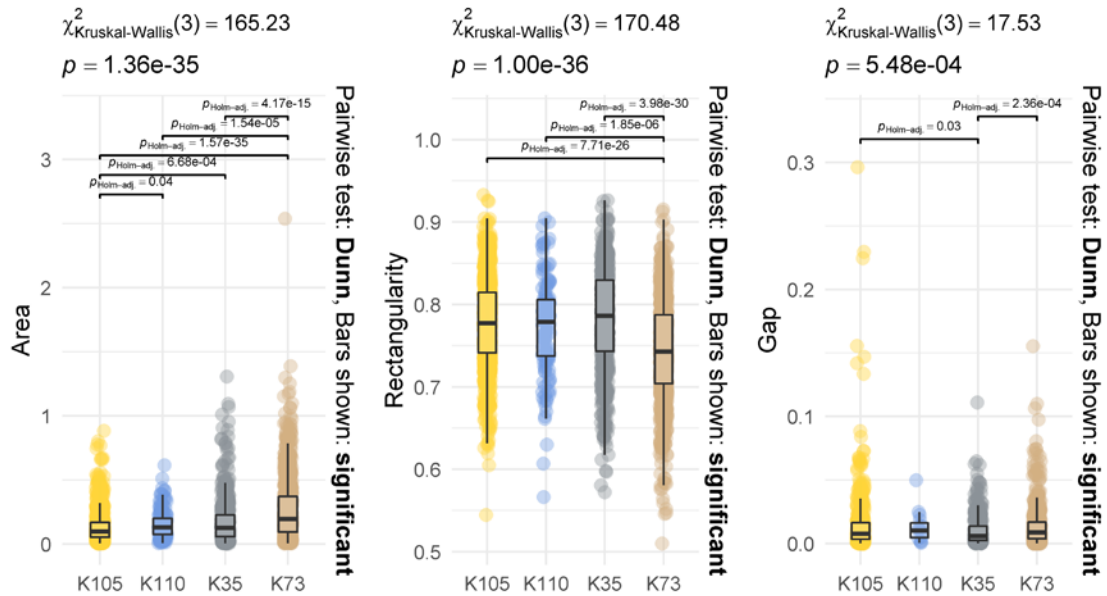 χ²Kruskal-Wallis(3) = 165.23
p = 1.36e-35
pHolm–adj. = 4.17e-15
pHolm–adj. = 1.54e-05
pHolm–adj. = 1.57e-35
pHolm–adj. = 6.68e-04
pHolm–adj. = 0.04
Area
3
2
1
0
K105 K110 K35 K73
Pairwise test: Dunn, Bars shown: significant
χ²Kruskal-Wallis(3) = 170.48
p = 1.00e-36
pHolm–adj. = 3.98e-30
pHolm–adj. = 1.85e-06
pHolm–adj. = 7.71e-26
Rectangularity
1.0
0.9
0.8
0.7
0.6
0.5
K105 K110 K35 K73
Pairwise test: Dunn, Bars shown: significant
χ²Kruskal-Wallis(3) = 17.53
p = 5.48e-04
pHolm–adj. = 2.36e-04
pHolm–adj. = 0.03
Gap
0.3
0.2
0.1
0.0
K105 K110 K35 K73
Pairwise test: Dunn, Bars shown: significant